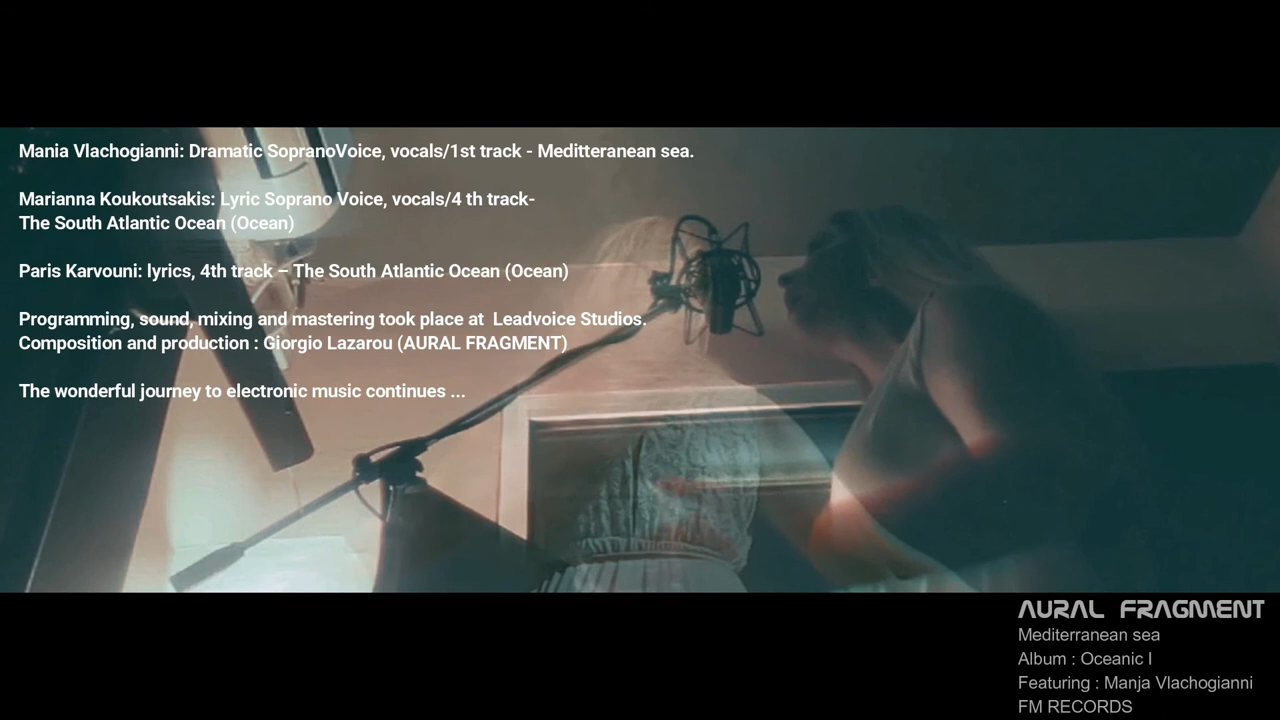 Mania Vlachogianni: Dramatic SopranoVoice, vocals/1st track - Meditteranean sea.
Marianna Koukoutsakis: Lyric Soprano Voice, vocals/4 th track-
The South Atlantic Ocean (Ocean)
Paris Karvouni: lyrics, 4th track – The South Atlantic Ocean (Ocean)
Programming, sound, mixing and mastering took place at  Leadvoice Studios.
Composition and production : Giorgio Lazarou (AURAL FRAGMENT)
The wonderful journey to electronic music continues ...
AURAL FRAGMENT
Mediterranean sea
Album : Oceanic I
Featuring : Manja Vlachogianni
FM RECORDS